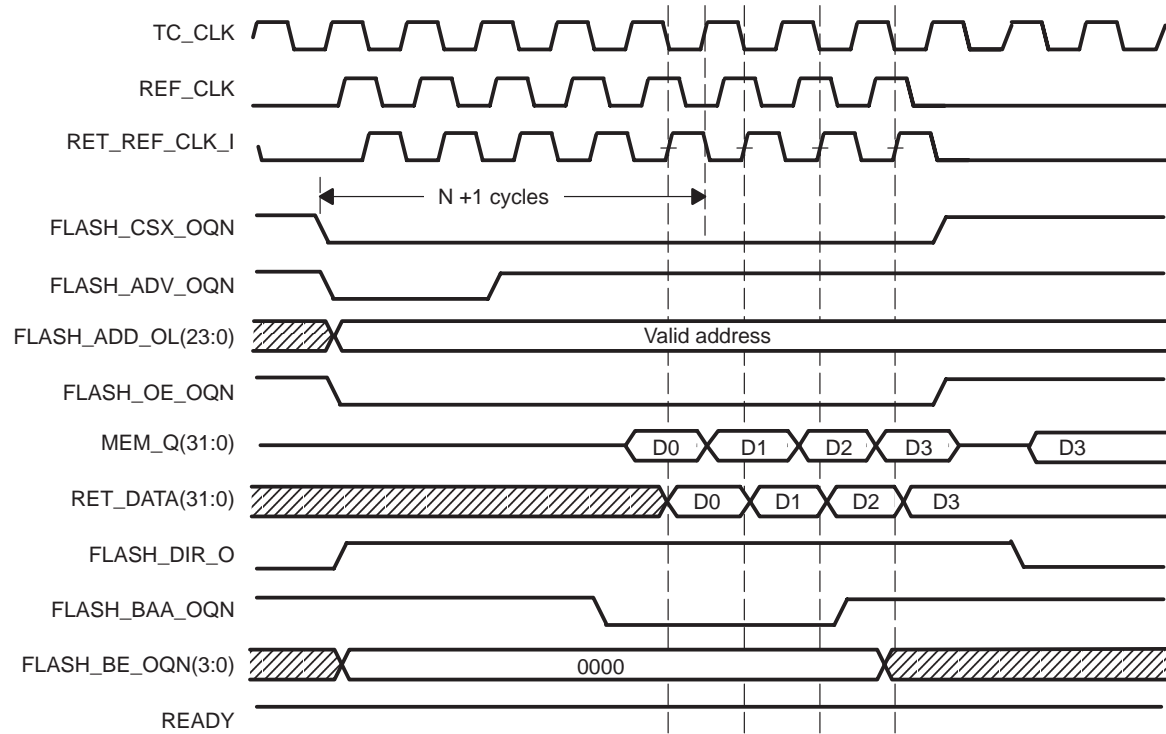 TC_CLK
REF_CLK
RET_REF_CLK_I
N +1 cycles
FLASH_CSX_OQN
FLASH_ADV_OQN
FLASH_ADD_OL(23:0) Valid address
FLASH_OE_OQN
MEM_Q(31:0) D0 D1 D2 D3 D3
RET_DATA(31:0) D0 D1 D2 D3
FLASH_DIR_O
FLASH_BAA_OQN
FLASH_BE_OQN(3:0) 0000
READY